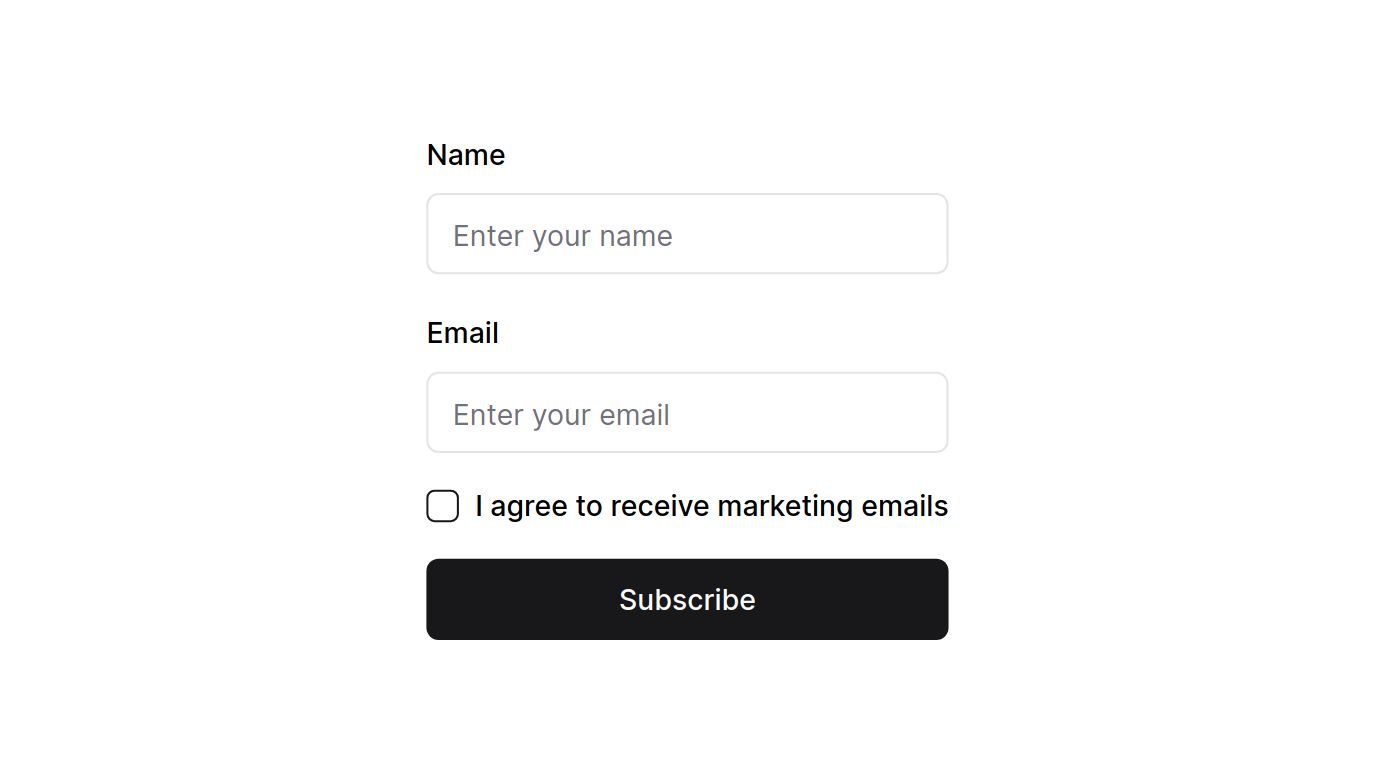 Name
Enter your name
Email
Enter your email
I agree to receive marketing emails
Subscribe